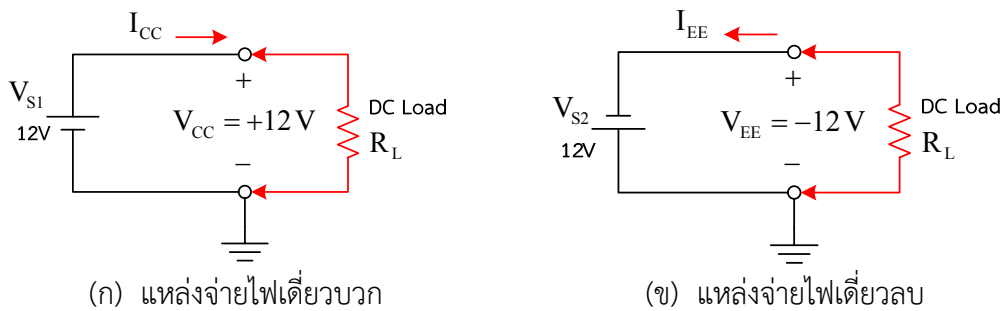 I_CC
+
V_S1
12V
V_CC = +12 V
DC Load
R_L
−
(ก) แหล่งจ่ายไฟเดี่ยวบวก
I_EE
+
V_S2
12V
V_EE = −12 V
DC Load
R_L
−
(ข) แหล่งจ่ายไฟเดี่ยวลบ